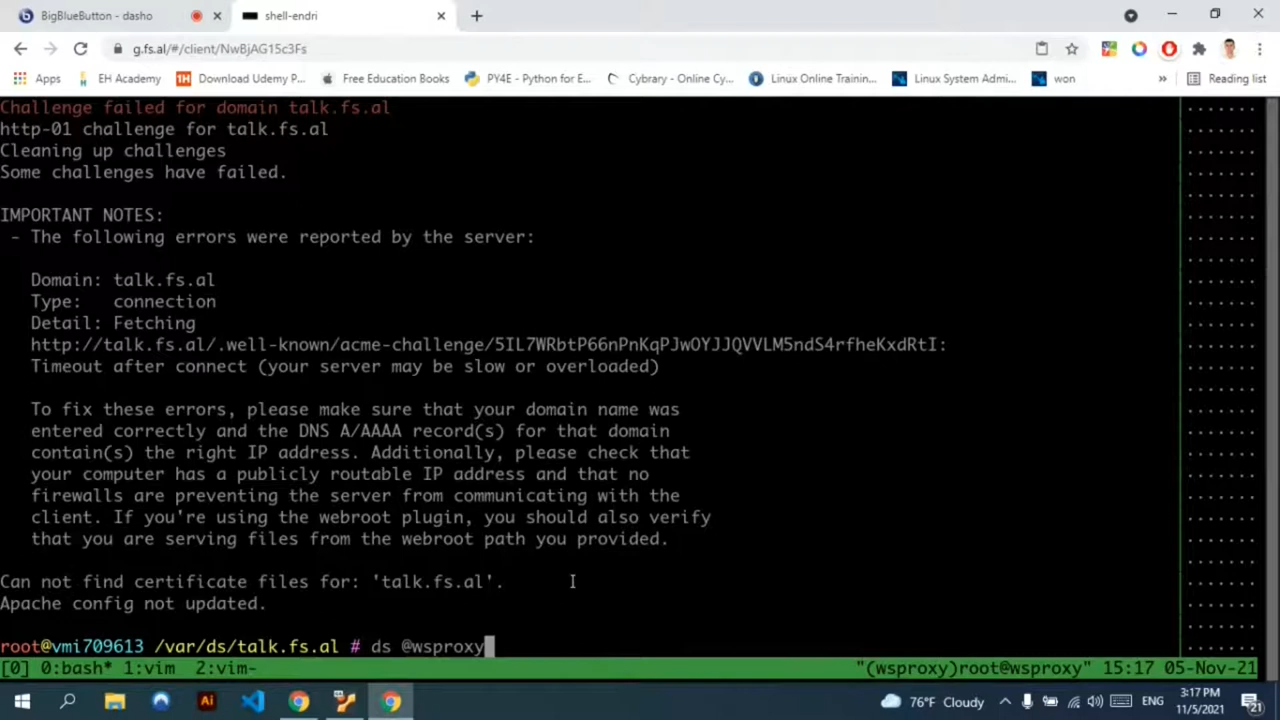 BigBlueButton - dasho
shell-endri
g.fs.al/#/client/NwBjAG15c3Fs
Apps
EH Academy
Download Udemy P...
Free Education Books
PY4E - Python for E...
Cybrary - Online Cy...
Linux Online Trainin...
Linux System Admi...
won
»
Reading list
Challenge failed for domain talk.fs.al
http-01 challenge for talk.fs.al
Cleaning up challenges
Some challenges have failed.
IMPORTANT NOTES:
- The following errors were reported by the server:
Domain: talk.fs.al
Type:   connection
Detail: Fetching
http://talk.fs.al/.well-known/acme-challenge/5IL7WRbtP66nPnKqPJwOYJJQVVLM5ndS4rfheKxdRtI:
Timeout after connect (your server may be slow or overloaded)
To fix these errors, please make sure that your domain name was
entered correctly and the DNS A/AAAA record(s) for that domain
contain(s) the right IP address. Additionally, please check that
your computer has a publicly routable IP address and that no
firewalls are preventing the server from communicating with the
client. If you're using the webroot plugin, you should also verify
that you are serving files from the webroot path you provided.
Can not find certificate files for: 'talk.fs.al'.
Apache config not updated.
root@vmi709613 /var/ds/talk.fs.al # ds @wsproxy
[0] 0:bash* 1:vim  2:vim-
"(wsproxy)root@wsproxy" 15:17 05-Nov-21
76°F Cloudy
ENG
3:17 PM
11/5/2021
21